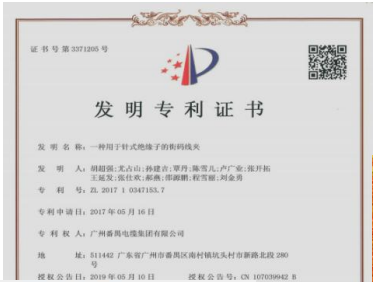 证书号第3371205号
发明专利证书
发 明 名 称：一种用于针式绝缘子的街码线夹
发 明 人：胡超强;尤占山;孙建吉;覃丹;陈雪儿;卢广业;张开拓
王延发;张仕欢;郝燕;邵源鹏;程雪丽;刘金勇
专 利 号：ZL 2017 1 0347153.7
专利申请日：2017年05月16日
专 利 权 人：广州番禺电缆集团有限公司
地 址：511442 广东省广州市番禺区南村镇坑头村市新路北段280
号
授权公告日：2019年05月10日 授权公告号：CN 107039942 B